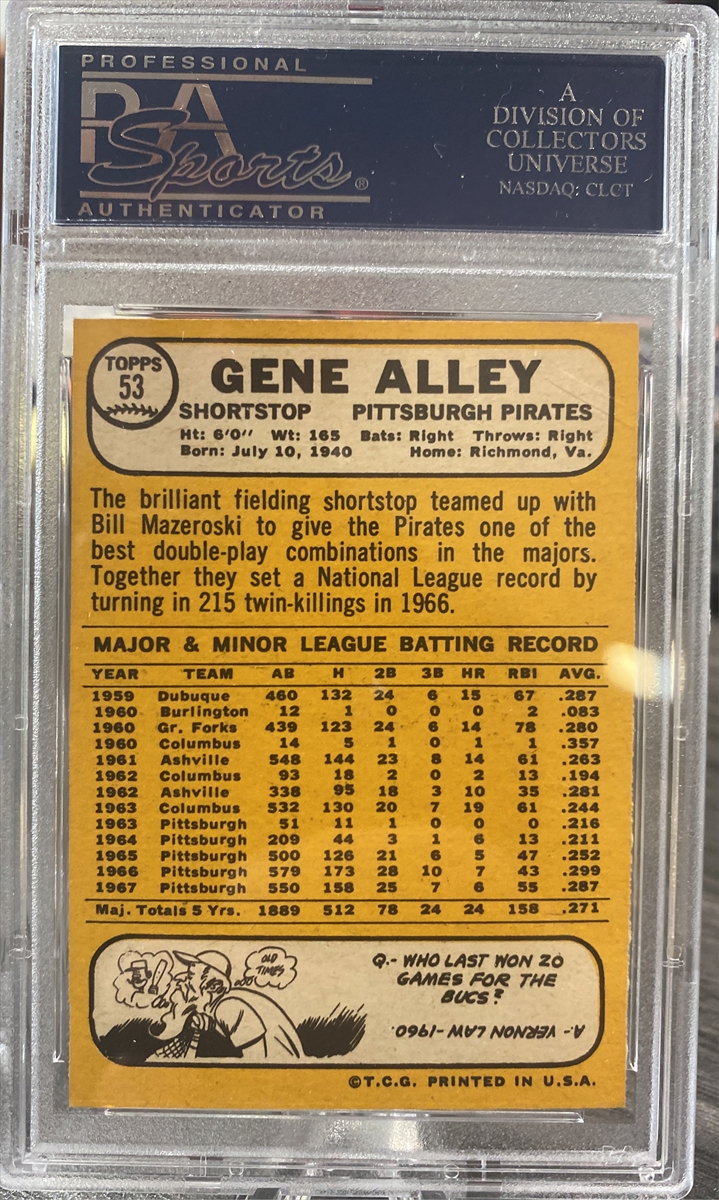 PROFESSIONAL
PSA
Sports®
AUTHENTICATOR
A
DIVISION OF
COLLECTORS
UNIVERSE
NASDAQ: CLCT
TOPPS
53
GENE ALLEY
SHORTSTOP PITTSBURGH PIRATES
Ht: 6'0'' Wt: 165 Bats: Right Throws: Right
Born: July 10, 1940 Home: Richmond, Va.
The brilliant fielding shortstop teamed up with
Bill Mazeroski to give the Pirates one of the
best double-play combinations in the majors.
Together they set a National League record by
turning in 215 twin-killings in 1966.
MAJOR & MINOR LEAGUE BATTING RECORD
YEAR TEAM AB H 2B 3B HR RBI AVG.
1959 Dubuque 460 132 24 6 15 67 .287
1960 Burlington 12 1 0 0 0 2 .083
1960 Gr. Forks 439 123 24 6 14 78 .280
1960 Columbus 14 5 1 0 1 1 .357
1961 Ashville 548 144 23 8 14 61 .263
1962 Columbus 93 18 2 0 2 13 .194
1962 Ashville 338 95 18 3 10 35 .281
1963 Columbus 532 130 20 7 19 61 .244
1963 Pittsburgh 51 11 1 0 0 0 .216
1964 Pittsburgh 209 44 3 1 6 13 .211
1965 Pittsburgh 500 126 21 6 5 47 .252
1966 Pittsburgh 579 173 28 10 7 43 .299
1967 Pittsburgh 550 158 25 7 6 55 .287
Maj. Totals 5 Yrs. 1889 512 78 24 24 158 .271
OLD
TIMES
Q.- WHO LAST WON 20
GAMES FOR THE
BUCS?
A.- VERNON LAW -1960.
©T.C.G. PRINTED IN U.S.A.